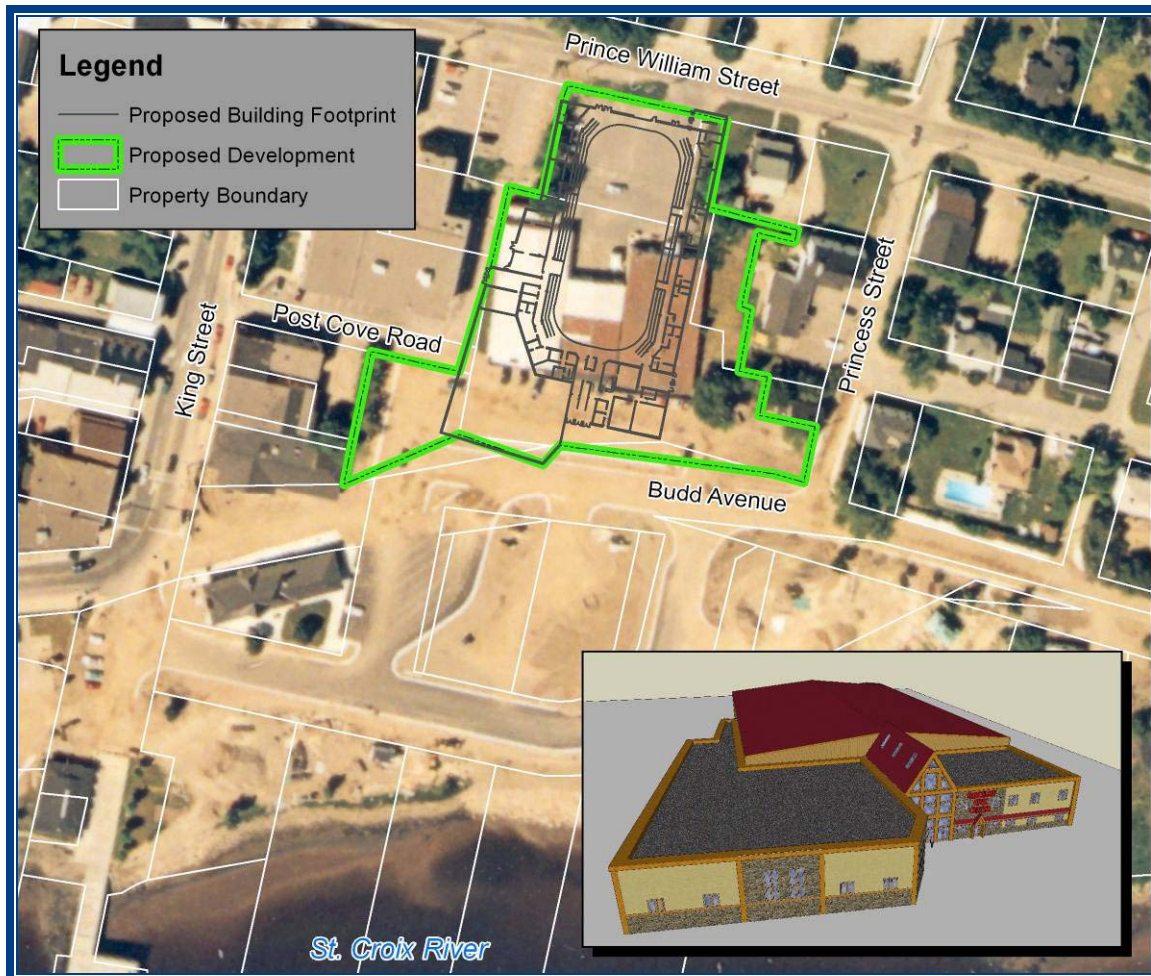 Legend
Proposed Building Footprint
Proposed Development
Property Boundary
Prince William Street
Post Cove Road
King Street
Princess Street
Budd Avenue
St. Croix River